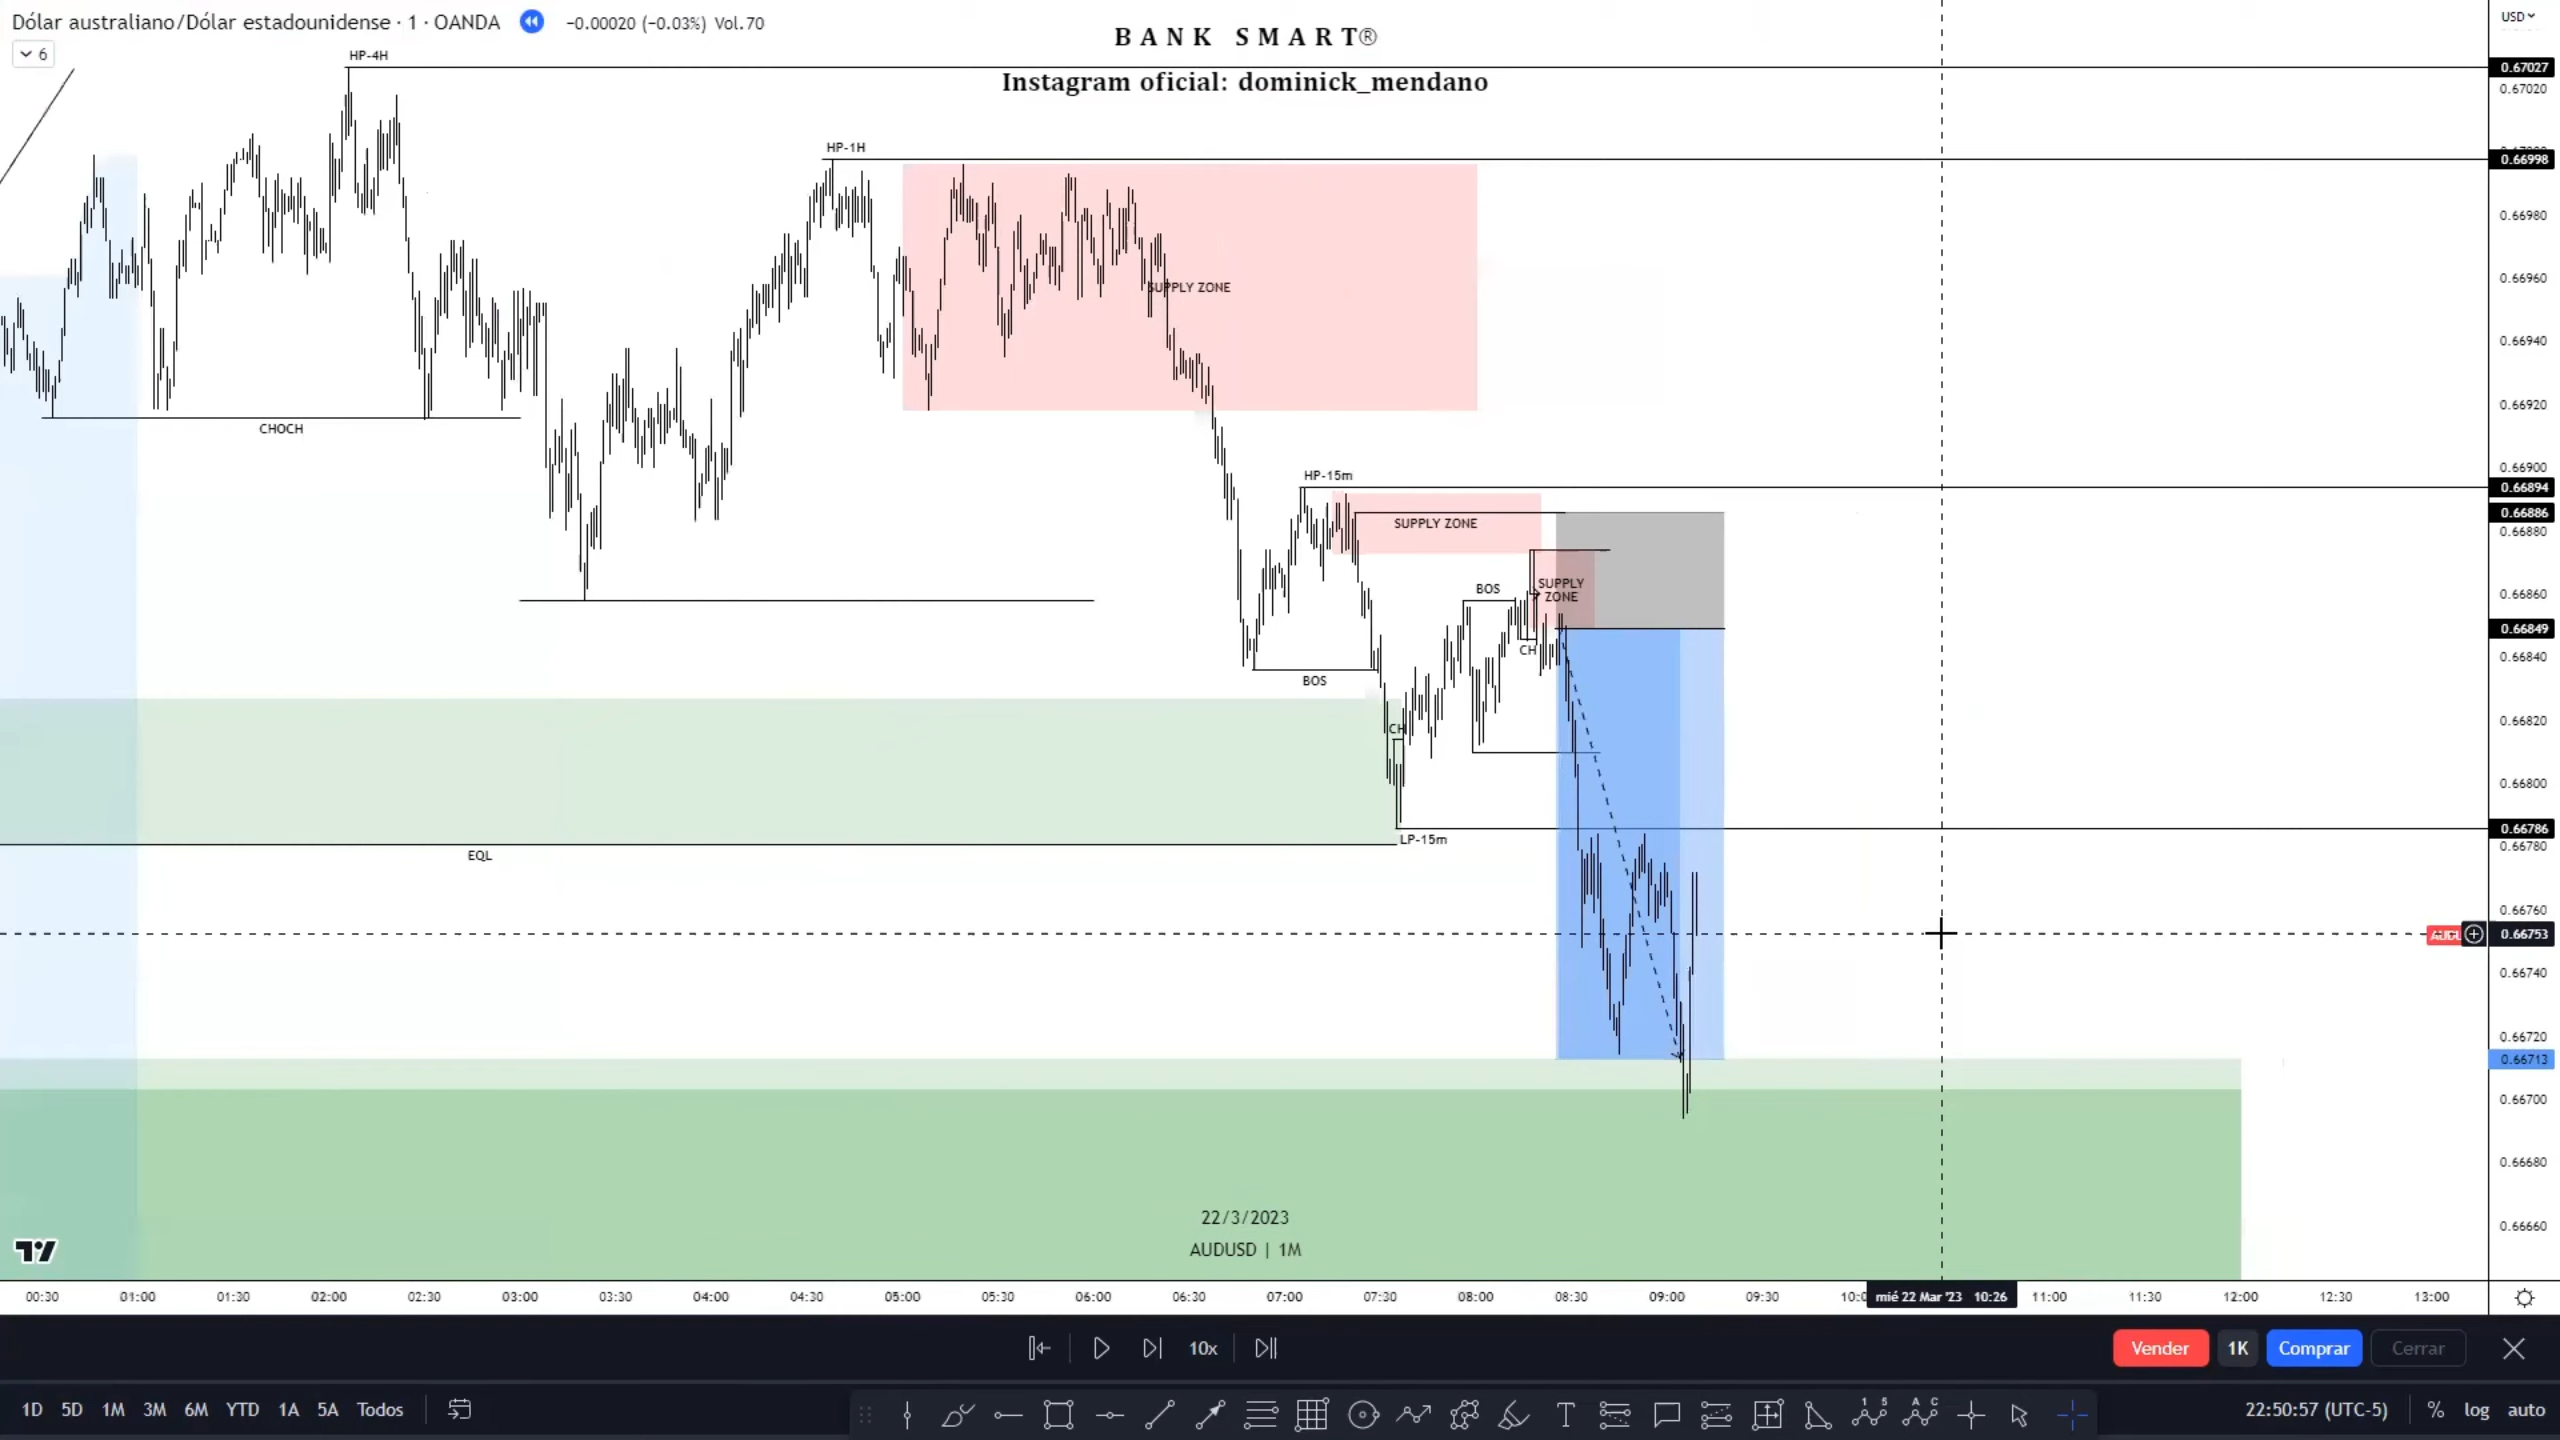 Dólar australiano/Dólar estadounidense · 1 · OANDA −0.00020 (−0.03%) Vol.70
6
B A N K S M A R T®
Instagram oficial: dominick_mendano
USD
HP-4H
0.67027
0.67020
HP-1H
0.66998
0.66980
SUPPLY ZONE
0.66960
0.66940
0.66920
CHOCH
0.66900
HP-15m
0.66894
0.66886
SUPPLY ZONE
0.66880
BOS
SUPPLY
ZONE
0.66860
0.66849
CH
0.66840
BOS
0.66820
CH
0.66800
0.66786
LP-15m
0.66780
EQL
0.66760
0.66753
0.66740
0.66720
0.66713
0.66700
0.66680
22/3/2023
0.66660
AUDUSD | 1M
00:30 01:00 01:30 02:00 02:30 03:00 03:30 04:00 04:30 05:00 05:30 06:00 06:30 07:00 07:30 08:00 08:30 09:00 09:30 10:0 mié 22 Mar '23 10:26 11:00 11:30 12:00 12:30 13:00
10x
Vender 1K Comprar Cerrar
1D 5D 1M 3M 6M YTD 1A 5A Todos
22:50:57 (UTC-5) % log auto